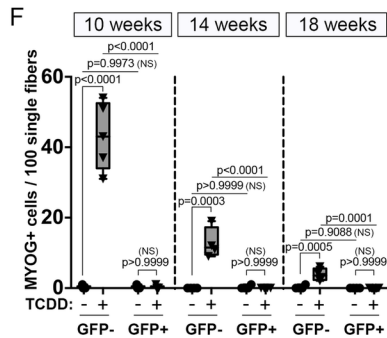 F
10 weeks 14 weeks 18 weeks
MYOG+ cells / 100 single fibers
60
40
20
0
p<0.0001
p=0.9973 (NS)
p<0.0001
(NS)
p>0.9999
p<0.0001
p>0.9999 (NS)
p=0.0003
(NS)
p>0.9999
p=0.0001
p=0.9088 (NS)
p=0.0005
(NS)
p>0.9999
TCDD: - + - + - + - + - + - +
GFP- GFP+ GFP- GFP+ GFP- GFP+